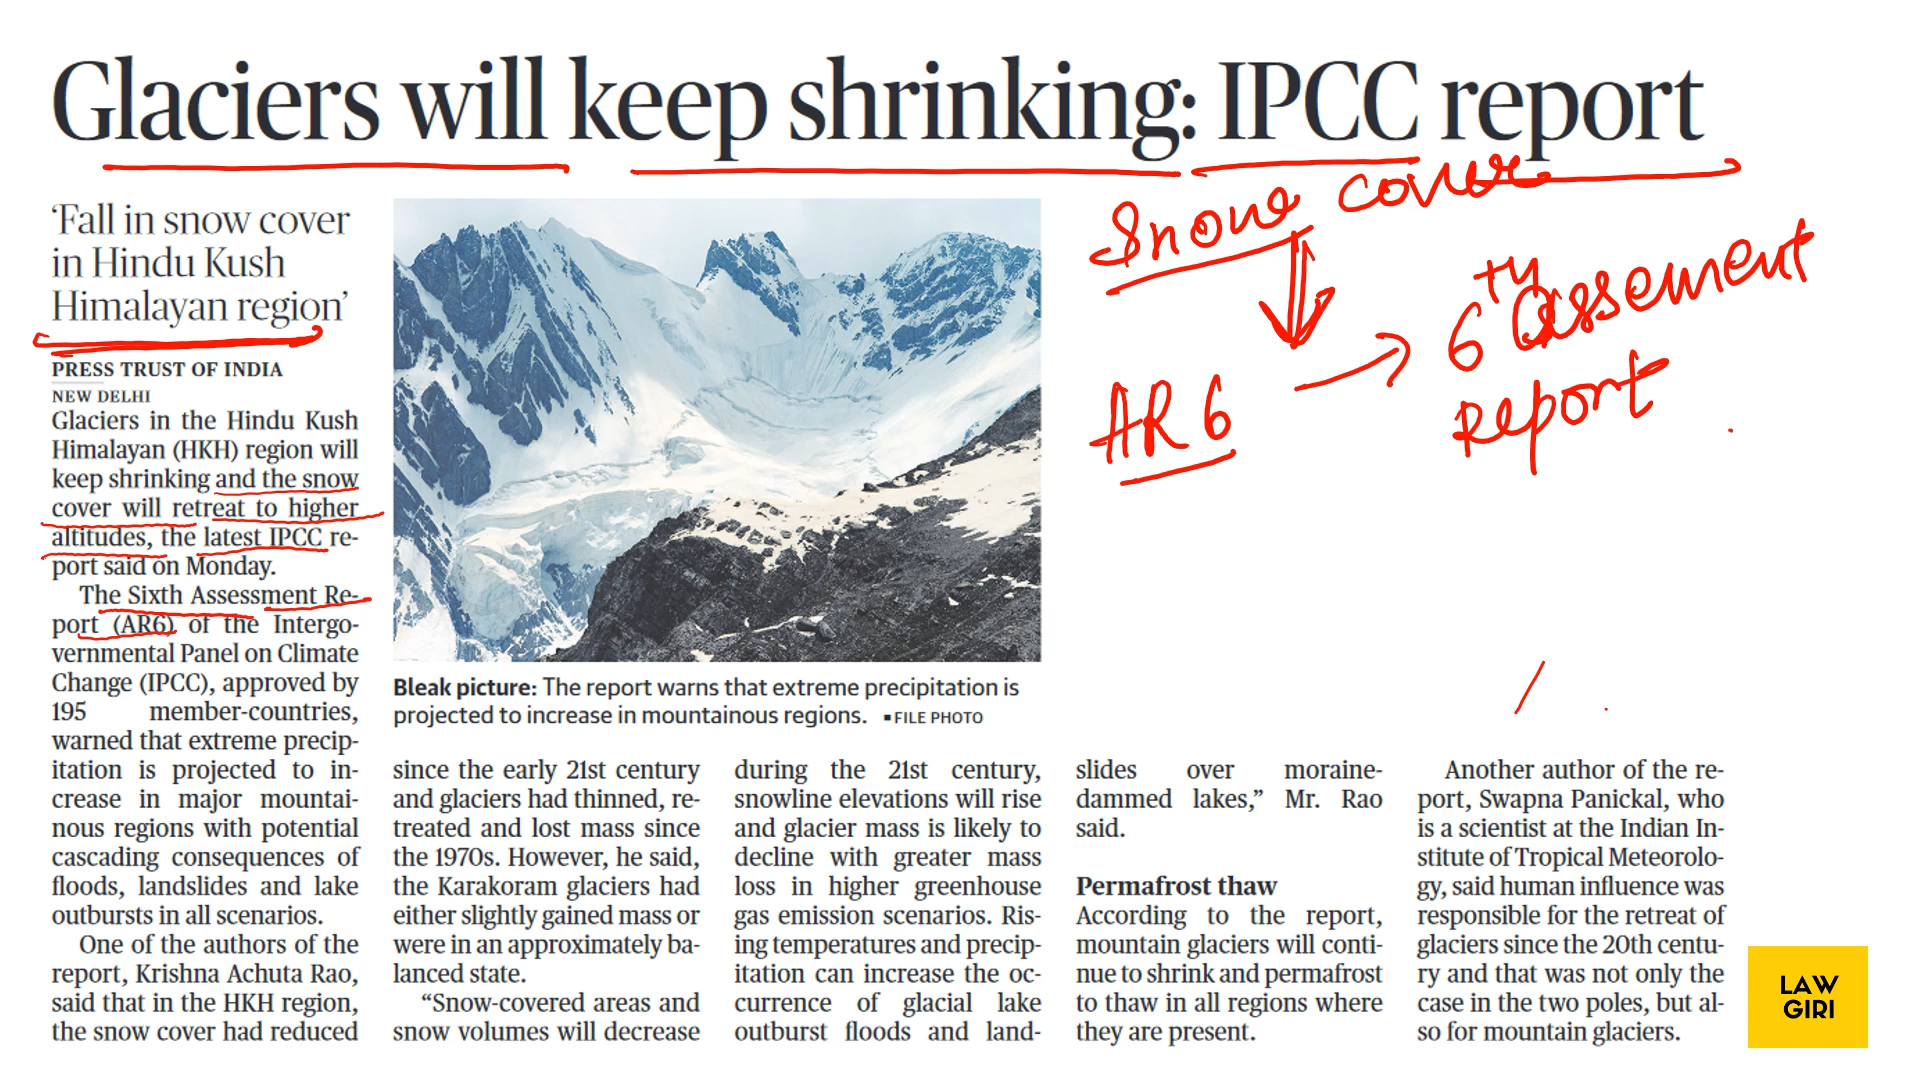 Glaciers will keep shrinking: IPCC report
‘Fall in snow cover
in Hindu Kush
Himalayan region’
PRESS TRUST OF INDIA
NEW DELHI
Glaciers in the Hindu Kush
Himalayan (HKH) region will
keep shrinking and the snow
cover will retreat to higher
altitudes, the latest IPCC re-
port said on Monday.
The Sixth Assessment Re-
port (AR6) of the Intergo-
vernmental Panel on Climate
Change (IPCC), approved by
195 member-countries,
warned that extreme precip-
itation is projected to in-
crease in major mountai-
nous regions with potential
cascading consequences of
floods, landslides and lake
outbursts in all scenarios.
One of the authors of the
report, Krishna Achuta Rao,
said that in the HKH region,
the snow cover had reduced
Bleak picture: The report warns that extreme precipitation is
projected to increase in mountainous regions. ▪FILE PHOTO
since the early 21st century
and glaciers had thinned, re-
treated and lost mass since
the 1970s. However, he said,
the Karakoram glaciers had
either slightly gained mass or
were in an approximately ba-
lanced state.
“Snow-covered areas and
snow volumes will decrease
during the 21st century,
snowline elevations will rise
and glacier mass is likely to
decline with greater mass
loss in higher greenhouse
gas emission scenarios. Ris-
ing temperatures and precip-
itation can increase the oc-
currence of glacial lake
outburst floods and land-
slides over moraine-
dammed lakes,” Mr. Rao
said.
Permafrost thaw
According to the report,
mountain glaciers will conti-
nue to shrink and permafrost
to thaw in all regions where
they are present.
Another author of the re-
port, Swapna Panickal, who
is a scientist at the Indian In-
stitute of Tropical Meteorolo-
gy, said human influence was
responsible for the retreat of
glaciers since the 20th centu-
ry and that was not only the
case in the two poles, but al-
so for mountain glaciers.
Snow cover
AR6 → 6th assement
report
LAW
GIRI